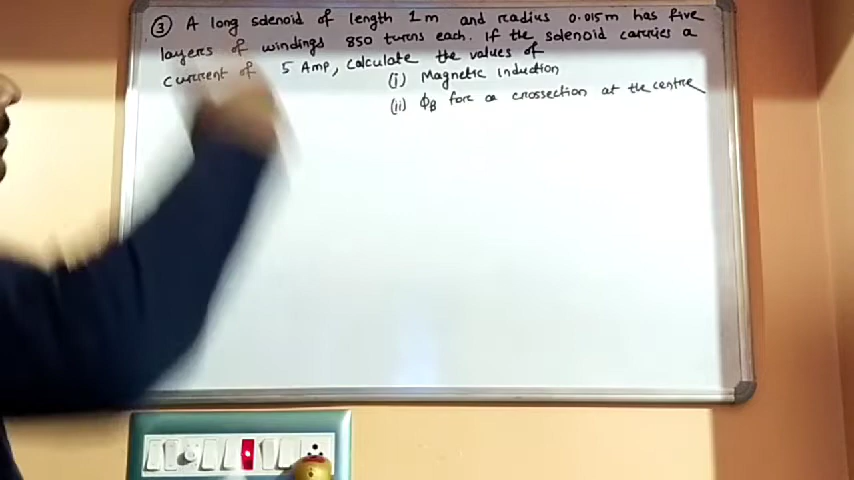 ③ A long solenoid of length 1m and radius 0.015m has five
layers of windings 850 turns each. If the solenoid carries a
current of 5 Amp, calculate the values of
(i) Magnetic induction
(ii) ϕB for a crossection at the centre